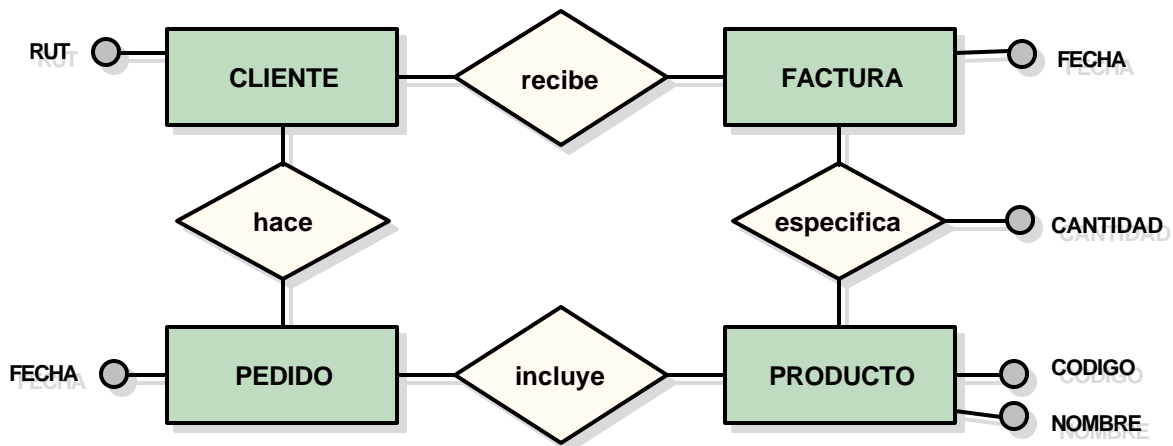 RUT
CLIENTE
recibe
FACTURA
FECHA
hace
especifica
CANTIDAD
FECHA
PEDIDO
incluye
PRODUCTO
CODIGO
NOMBRE